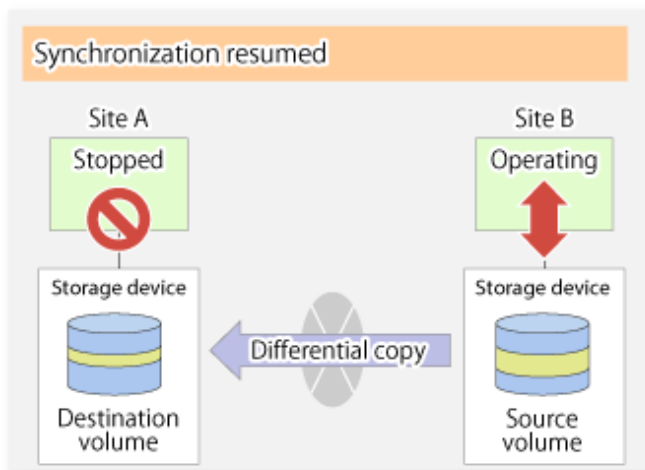 Synchronization resumed
Site A
Site B
Stopped
Operating
Storage device
Storage device
Differential copy
Destination
volume
Source
volume